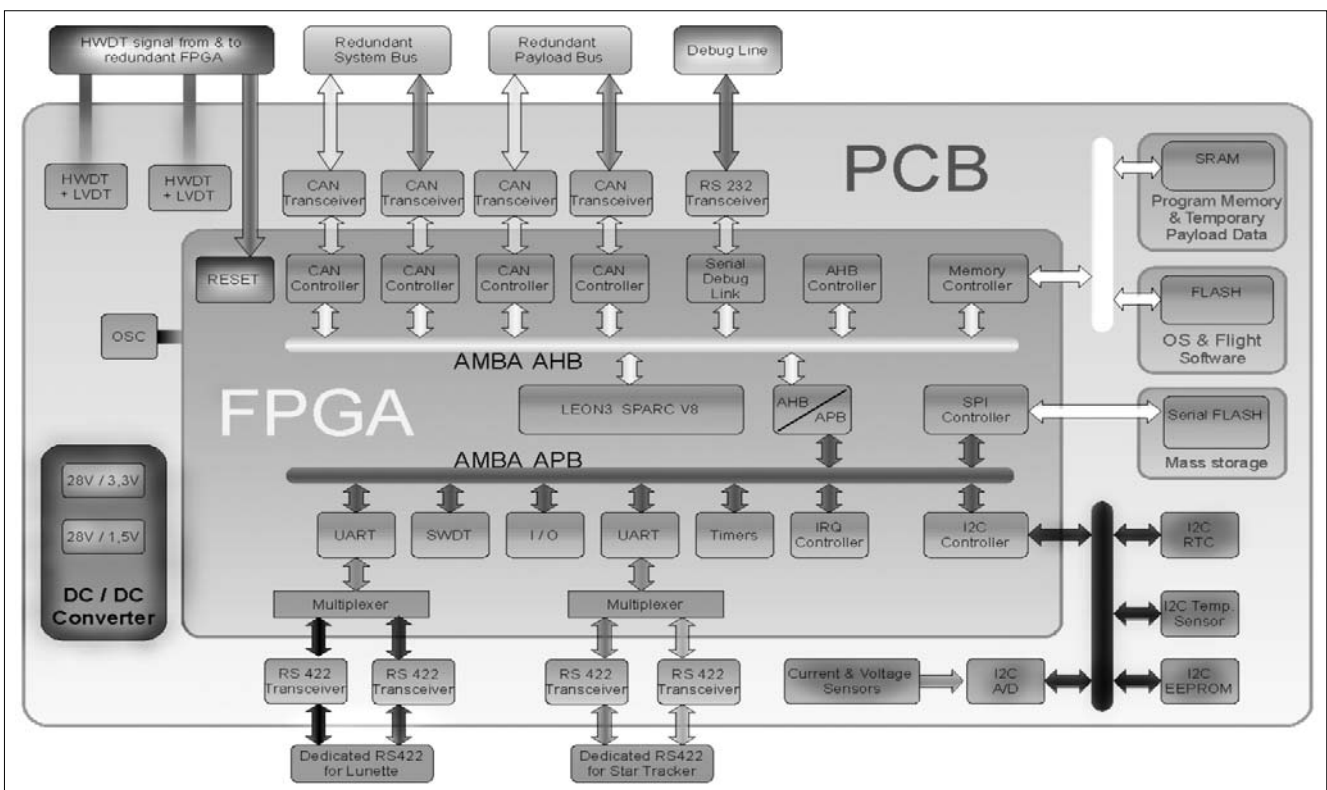 HWDT signal from & to
redundant FPGA
Redundant
System Bus
Redundant
Payload Bus
Debug Line
PCB
HWDT
+ LVDT
HWDT
+ LVDT
CAN
Transceiver
CAN
Transceiver
CAN
Transceiver
CAN
Transceiver
RS 232
Transceiver
SRAM
Program Memory
& Temporary
Payload Data
RESET
CAN
Controller
CAN
Controller
CAN
Controller
CAN
Controller
Serial
Debug
Link
AHB
Controller
Memory
Controller
FLASH
OS & Flight
Software
OSC
AMBA AHB
FPGA
LEON3 SPARC V8
AHB
APB
SPI
Controller
Serial FLASH
Mass storage
AMBA APB
28V / 3,3V
28V / 1,5V
DC / DC
Converter
UART
SWDT
I / O
UART
Timers
IRQ
Controller
I2C
Controller
I2C
RTC
Multiplexer
Multiplexer
I2C Temp.
Sensor
RS 422
Transceiver
RS 422
Transceiver
RS 422
Transceiver
RS 422
Transceiver
Current & Voltage
Sensors
I2C
A/D
I2C
EEPROM
Dedicated RS422
for Lunette
Dedicated RS422
for Star Tracker